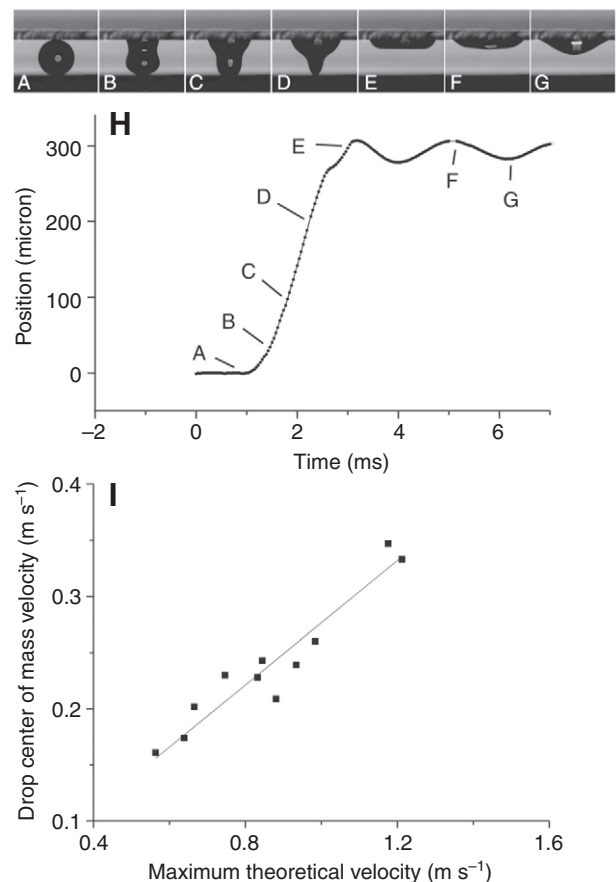 A B C D E F G
H
300
200
100
0
Position (micron)
A
B
C
D
E
F
G
−2 0 2 4 6
Time (ms)
I
0.4
0.3
0.2
0.1
Drop center of mass velocity (m s⁻¹)
0.4 0.8 1.2 1.6
Maximum theoretical velocity (m s⁻¹)